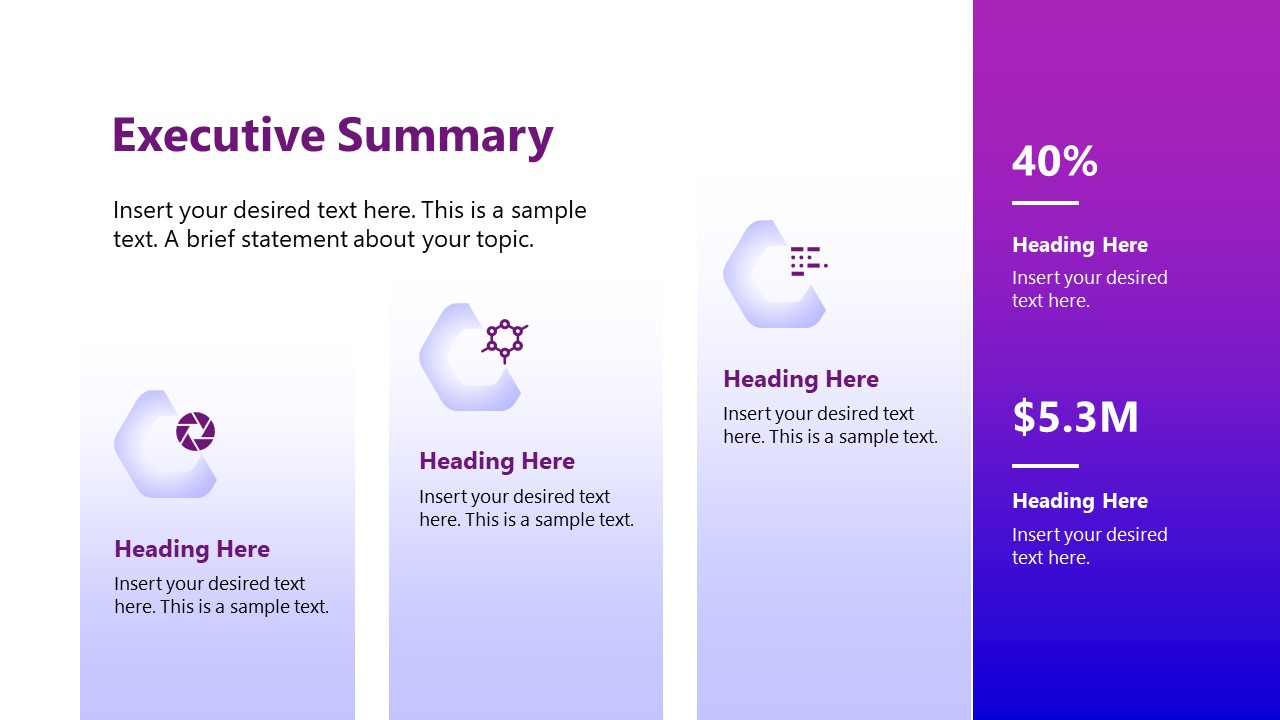 Executive Summary
Insert your desired text here. This is a sample
text. A brief statement about your topic.
Heading Here
Insert your desired text
here. This is a sample text.
Heading Here
Insert your desired text
here. This is a sample text.
Heading Here
Insert your desired text
here. This is a sample text.
40%
Heading Here
Insert your desired
text here.
$5.3M
Heading Here
Insert your desired
text here.